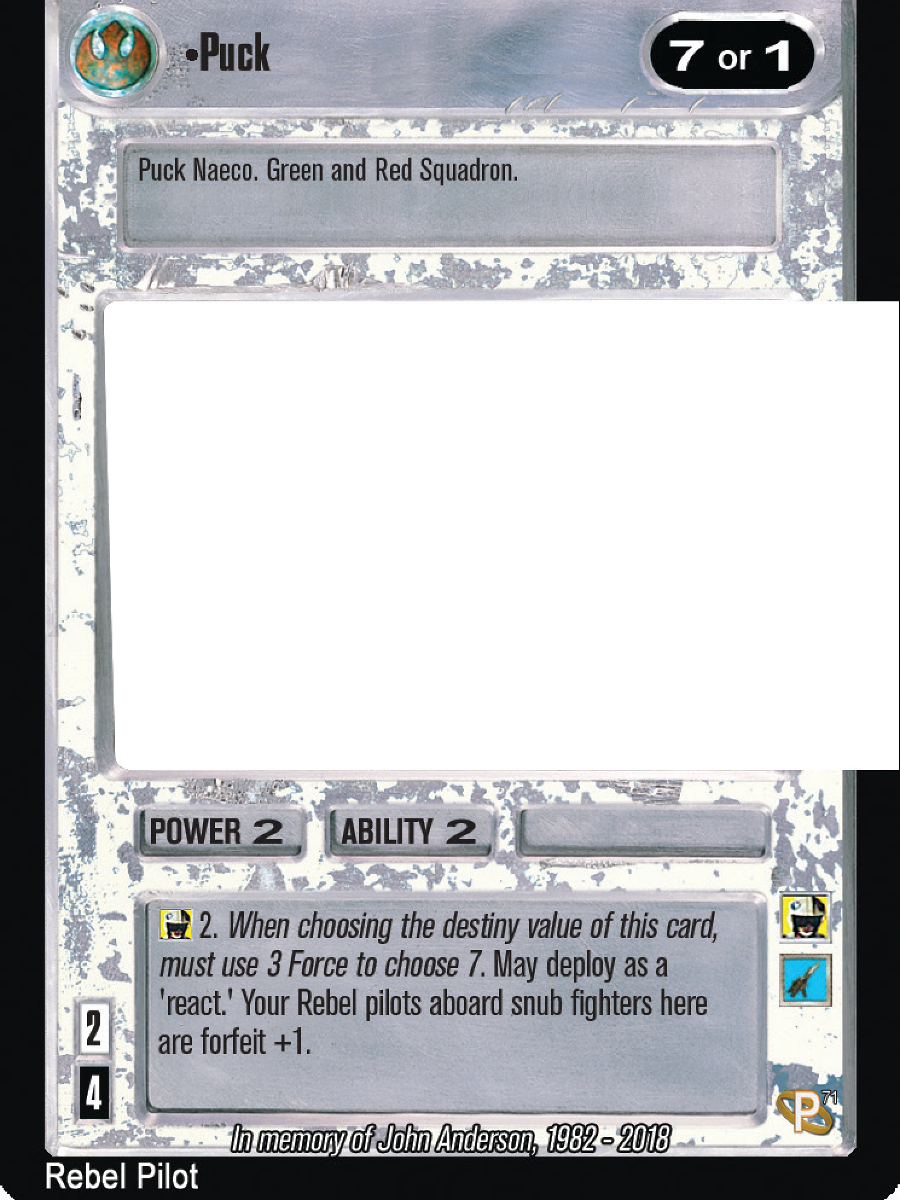 •Puck
7 or 1
Puck Naeco. Green and Red Squadron.
POWER 2
ABILITY 2
2. When choosing the destiny value of this card,
must use 3 Force to choose 7. May deploy as a
'react.' Your Rebel pilots aboard snub fighters here
are forfeit +1.
2
4
P 71
In memory of John Anderson, 1982 - 2018
Rebel Pilot